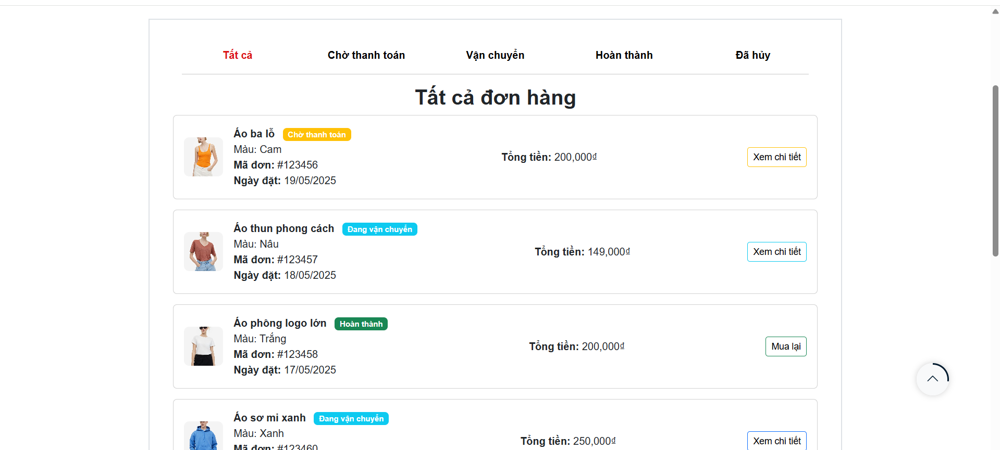 Tất cả Chờ thanh toán Vận chuyển Hoàn thành Đã hủy
Tất cả đơn hàng
Áo ba lỗ Chờ thanh toán
Màu: Cam
Mã đơn: #123456
Ngày đặt: 19/05/2025
Tổng tiền: 200,000₫
Xem chi tiết
Áo thun phong cách Đang vận chuyển
Màu: Nâu
Mã đơn: #123457
Ngày đặt: 18/05/2025
Tổng tiền: 149,000₫
Xem chi tiết
Áo phông logo lớn Hoàn thành
Màu: Trắng
Mã đơn: #123458
Ngày đặt: 17/05/2025
Tổng tiền: 200,000₫
Mua lại
Áo sơ mi xanh Đang vận chuyển
Màu: Xanh
Mã đơn: #123460
Tổng tiền: 250,000₫
Xem chi tiết